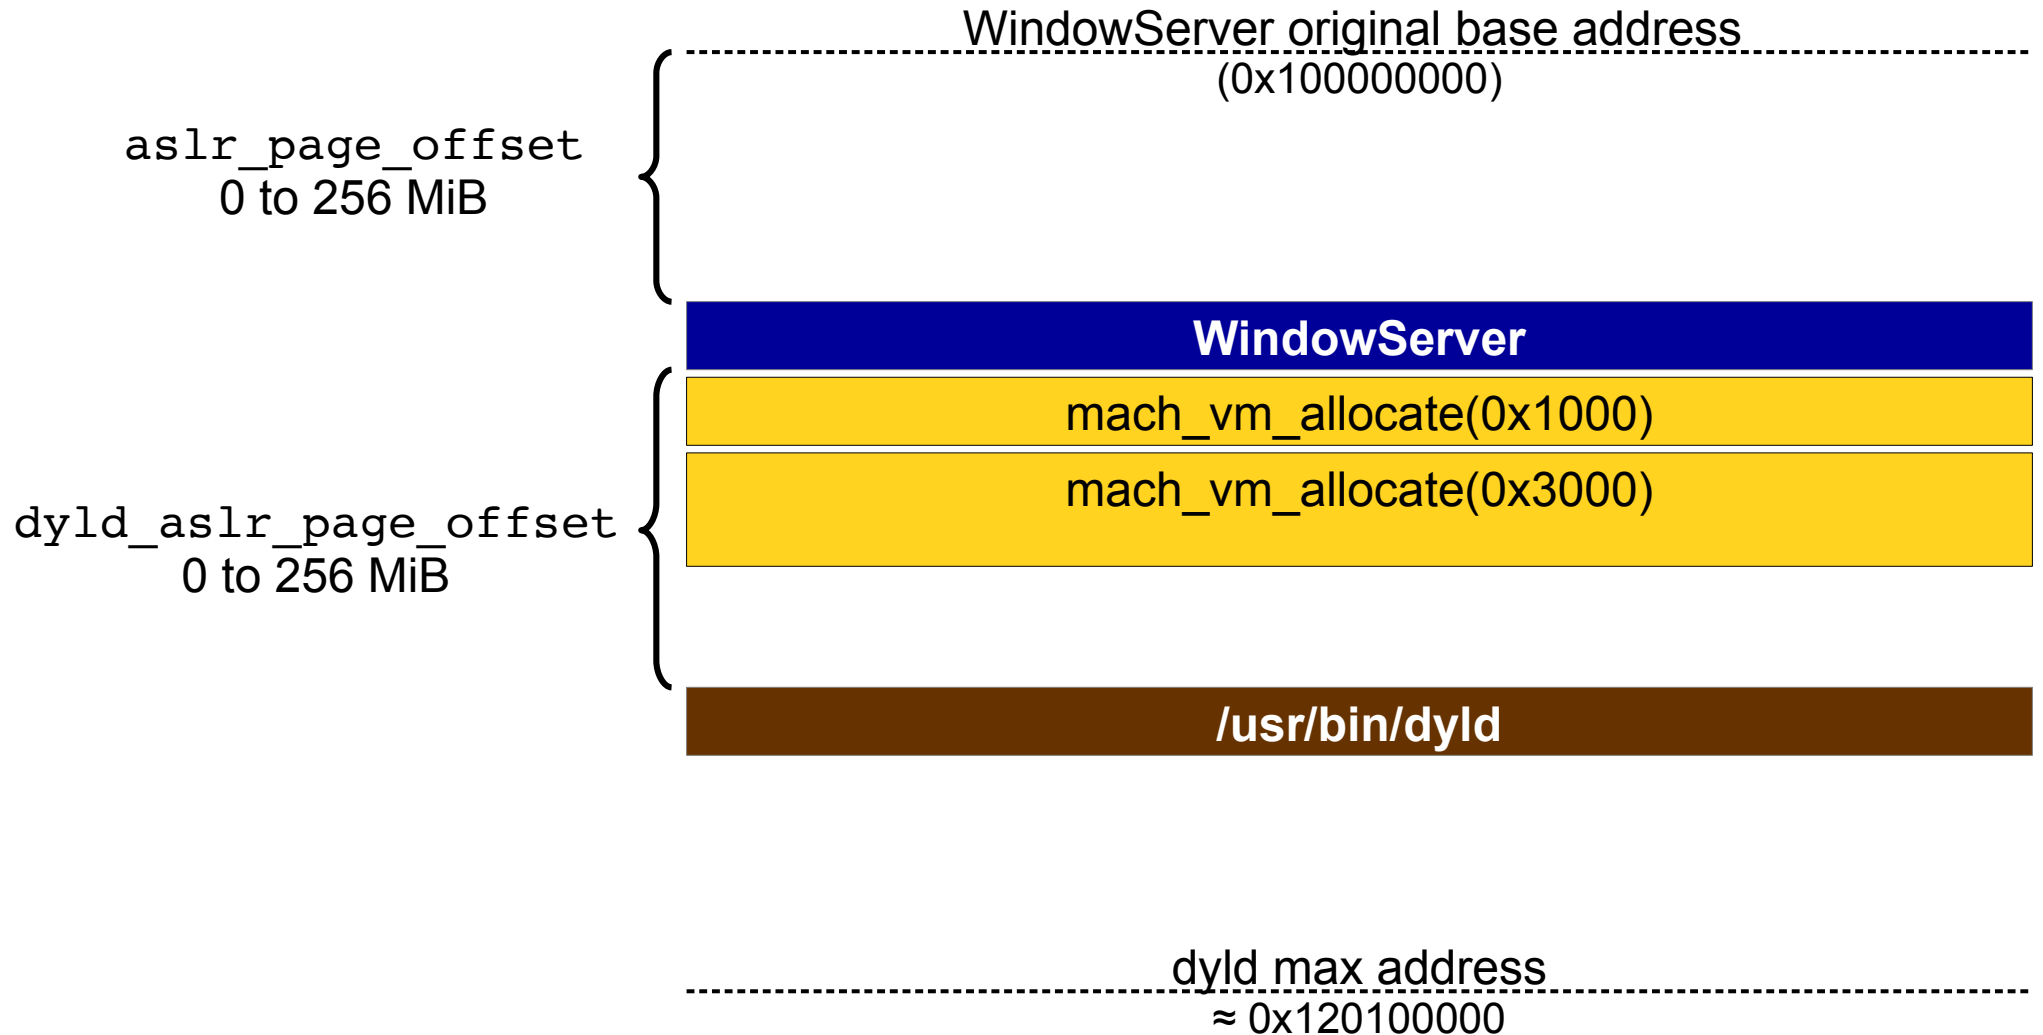 WindowServer original base address
(0x100000000)
aslr_page_offset
0 to 256 MiB
WindowServer
mach_vm_allocate(0x1000)
mach_vm_allocate(0x3000)
dyld_aslr_page_offset
0 to 256 MiB
/usr/bin/dyld
dyld max address
≈ 0x120100000